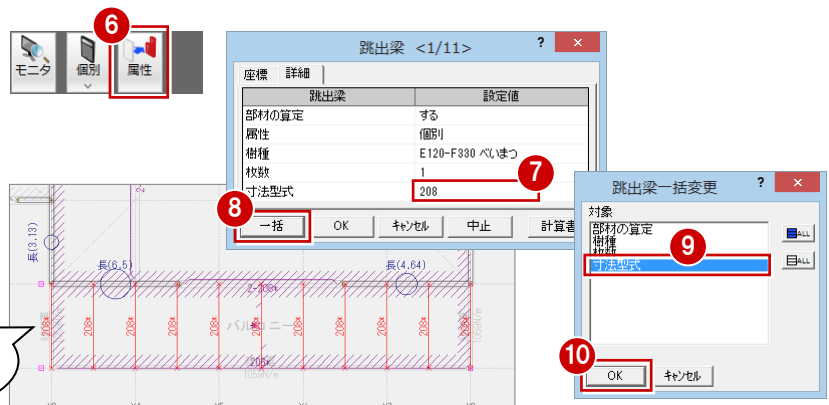 6
モニタ
個別
属性
跳出梁 <1/11>
?
×
座標
詳細
跳出梁
設定値
部材の算定
する
属性
個別
樹種
E120-F330 べいまつ
枚数
1
寸法型式
208
7
8
一括
OK
キャンセル
中止
計算書
跳出梁一括変更
?
×
対象
部材の算定
樹種
枚数
寸法型式
9
ALL
ALL
10
OK
キャンセル
長(3.13)
長(6.5)
長(4.64)
2-208*
208*
208*
208*
208*
208*
208*
208*
208*
208*
208*
208*
バルコニー
208*
1059N/m